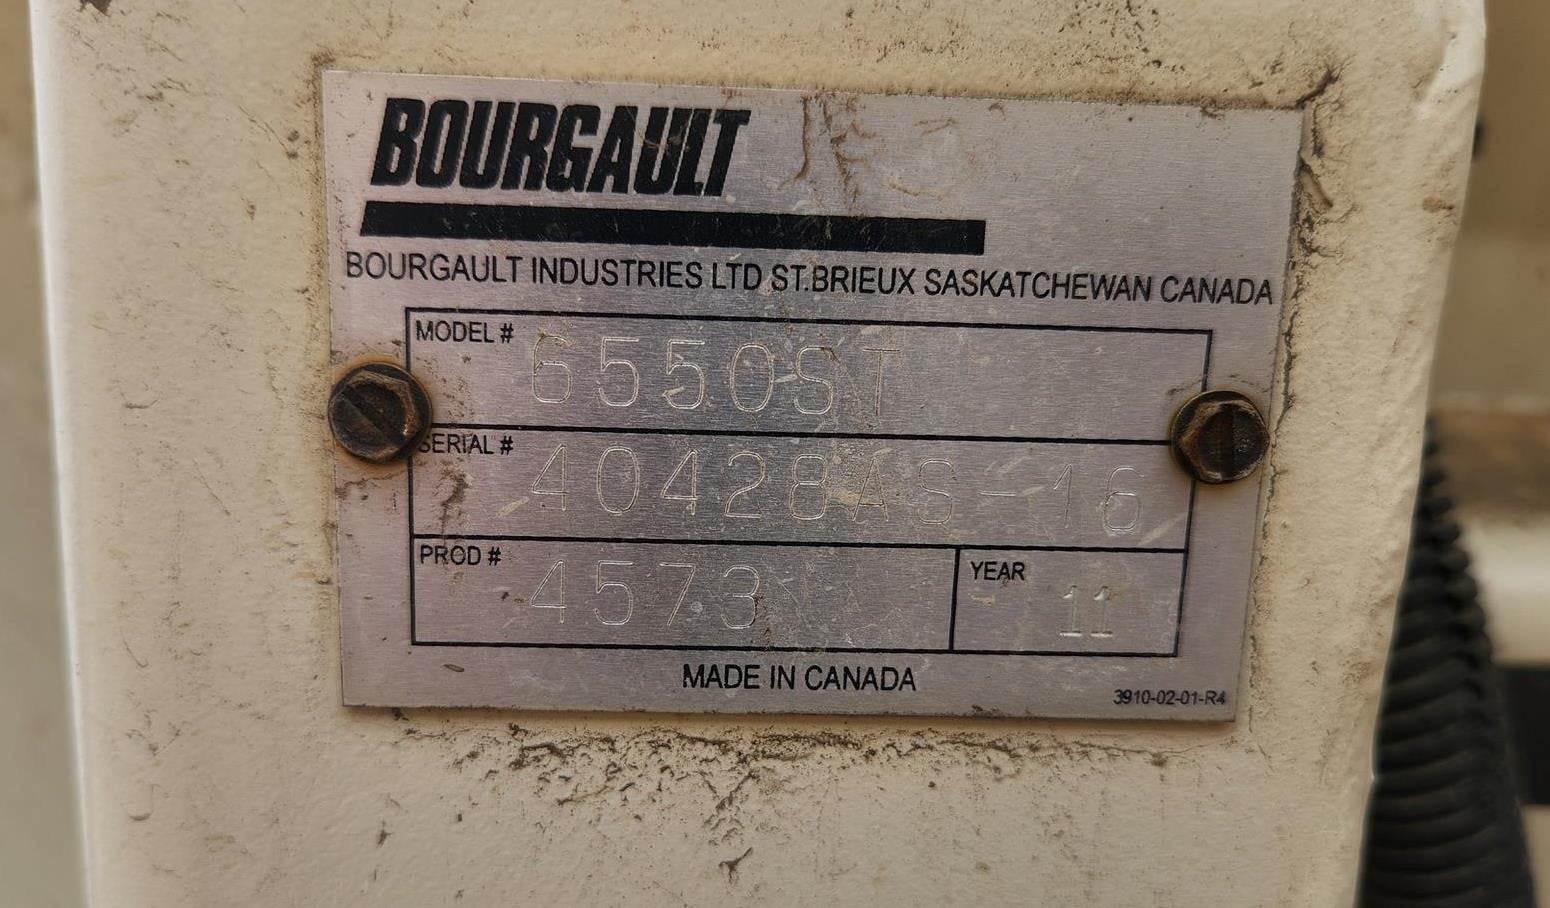 BOURGAULT
BOURGAULT INDUSTRIES LTD ST.BRIEUX SASKATCHEWAN CANADA
MODEL # 6550ST
SERIAL # 40428AS-16
PROD # 4573 YEAR 11
MADE IN CANADA
3910-02-01-R4